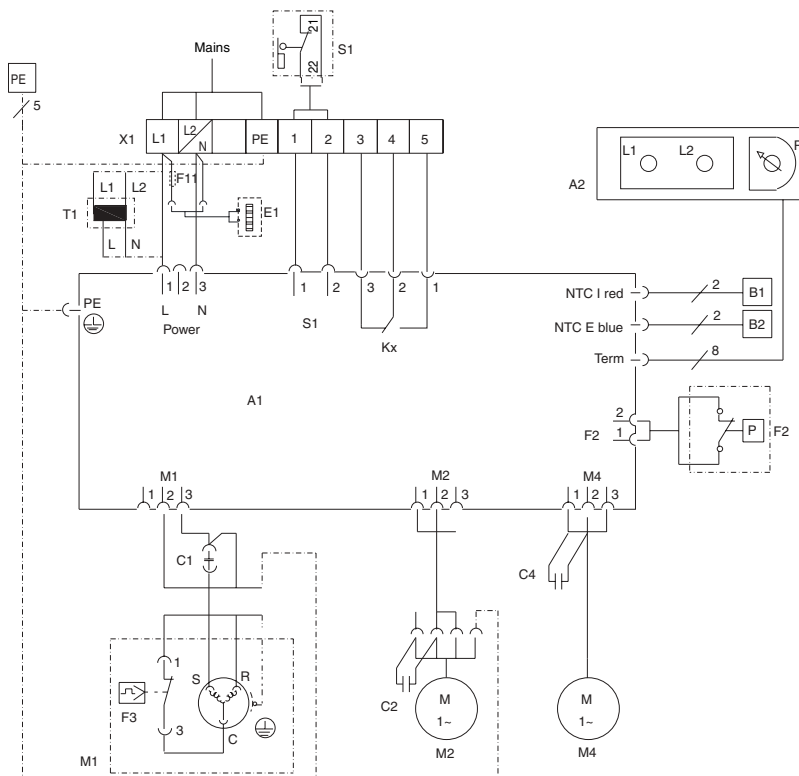 Mains
21
22
S1
PE
5
X1
L1
L2
N
PE
1
2
3
4
5
L1
L2
F11
T1
L
N
E1
L1
L2
A2
1
2
3
L
N
Power
PE
1
2
S1
3
2
1
Kx
NTC I red
2
B1
NTC E blue
2
B2
Term
8
A1
2
F2
1
P
F2
M1
1
2
3
M2
1
2
3
M4
1
2
3
C1
C4
1
S
R
F3
3
C
M1
C2
M
1~
M2
M
1~
M4